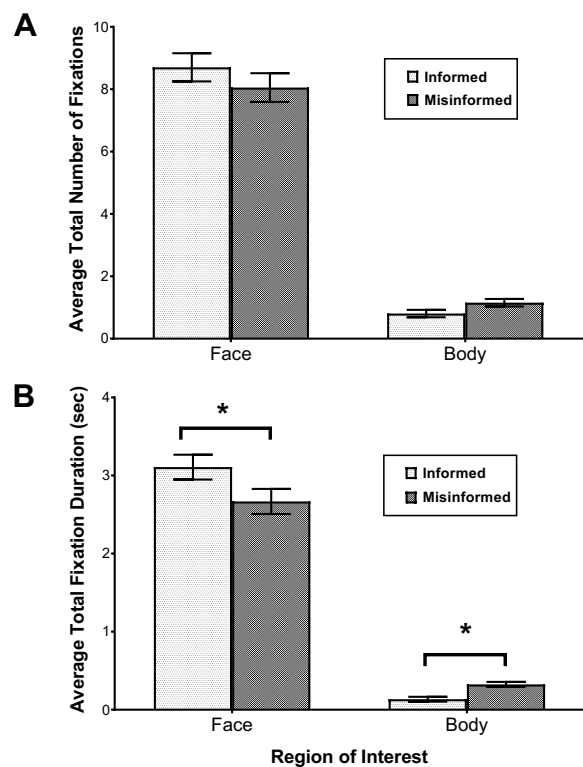 A
Average Total Number of Fixations
10
8
6
4
2
0
Informed
Misinformed
Face
Body
B
Average Total Fixation Duration (sec)
4
3
2
1
0
*
*
Informed
Misinformed
Face
Body
Region of Interest